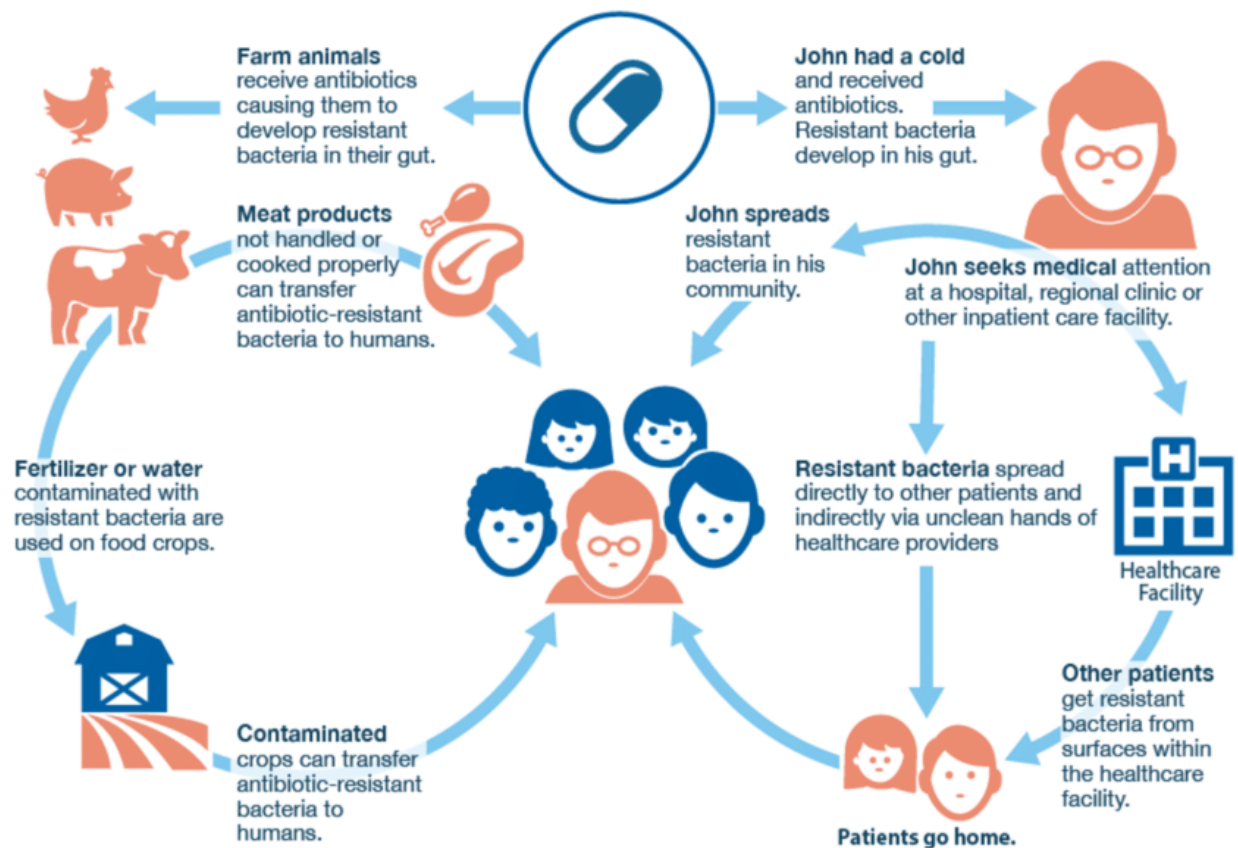 Farm animals
receive antibiotics
causing them to
develop resistant
bacteria in their gut.
John had a cold
and received
antibiotics.
Resistant bacteria
develop in his gut.
Meat products
not handled or
cooked properly
can transfer
antibiotic-resistant
bacteria to humans.
John spreads
resistant
bacteria in his
community.
John seeks medical attention
at a hospital, regional clinic or
other inpatient care facility.
Fertilizer or water
contaminated with
resistant bacteria are
used on food crops.
Resistant bacteria spread
directly to other patients and
indirectly via unclean hands of
healthcare providers
H
Healthcare
Facility
Contaminated
crops can transfer
antibiotic-resistant
bacteria to
humans.
Other patients
get resistant
bacteria from
surfaces within
the healthcare
facility.
Patients go home.